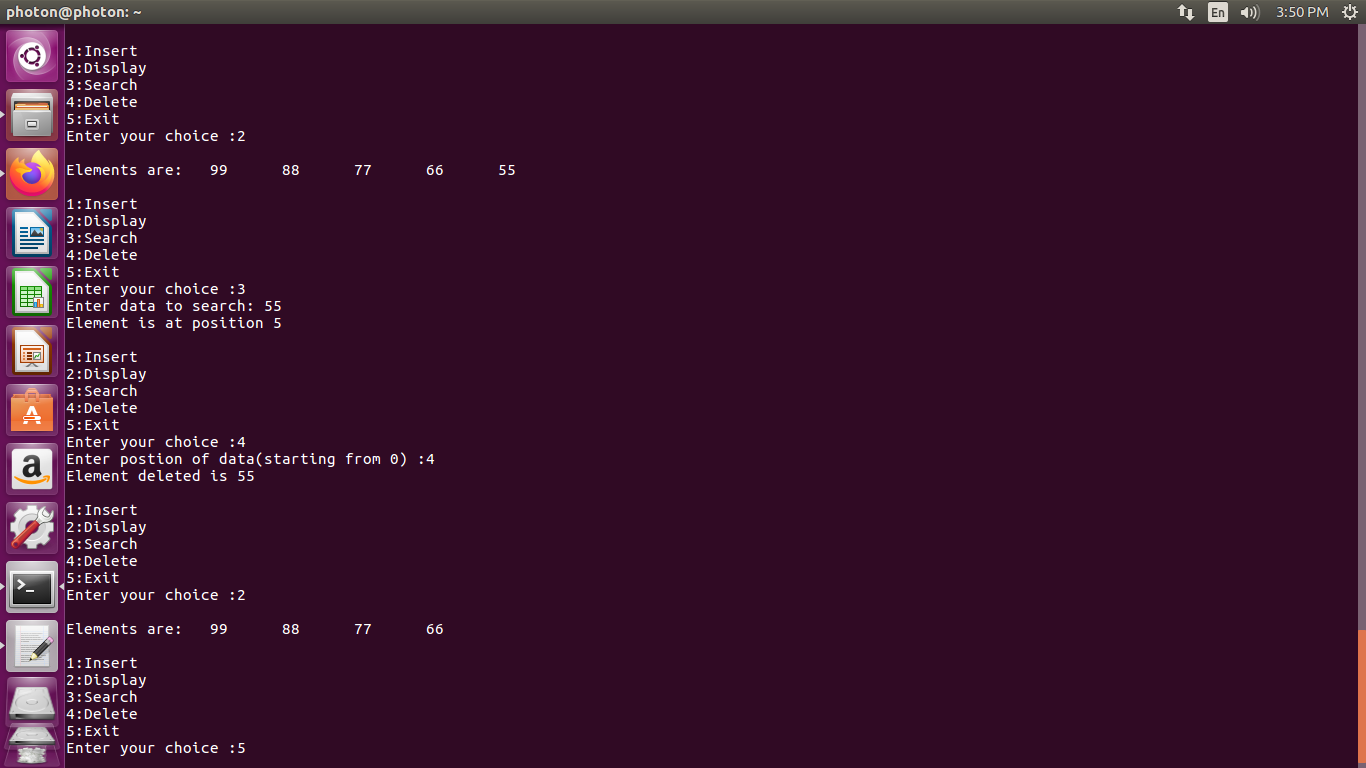 photon@photon: ~
En
3:50 PM
1:Insert
2:Display
3:Search
4:Delete
5:Exit
Enter your choice :2
Elements are:   99      88      77      66      55
1:Insert
2:Display
3:Search
4:Delete
5:Exit
Enter your choice :3
Enter data to search: 55
Element is at position 5
1:Insert
2:Display
3:Search
4:Delete
5:Exit
Enter your choice :4
Enter postion of data(starting from 0) :4
Element deleted is 55
1:Insert
2:Display
3:Search
4:Delete
5:Exit
Enter your choice :2
Elements are:   99      88      77      66
1:Insert
2:Display
3:Search
4:Delete
5:Exit
Enter your choice :5